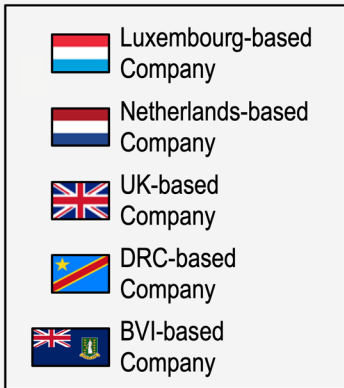 Luxembourg-based
Company
Netherlands-based
Company
UK-based
Company
DRC-based
Company
BVI-based
Company